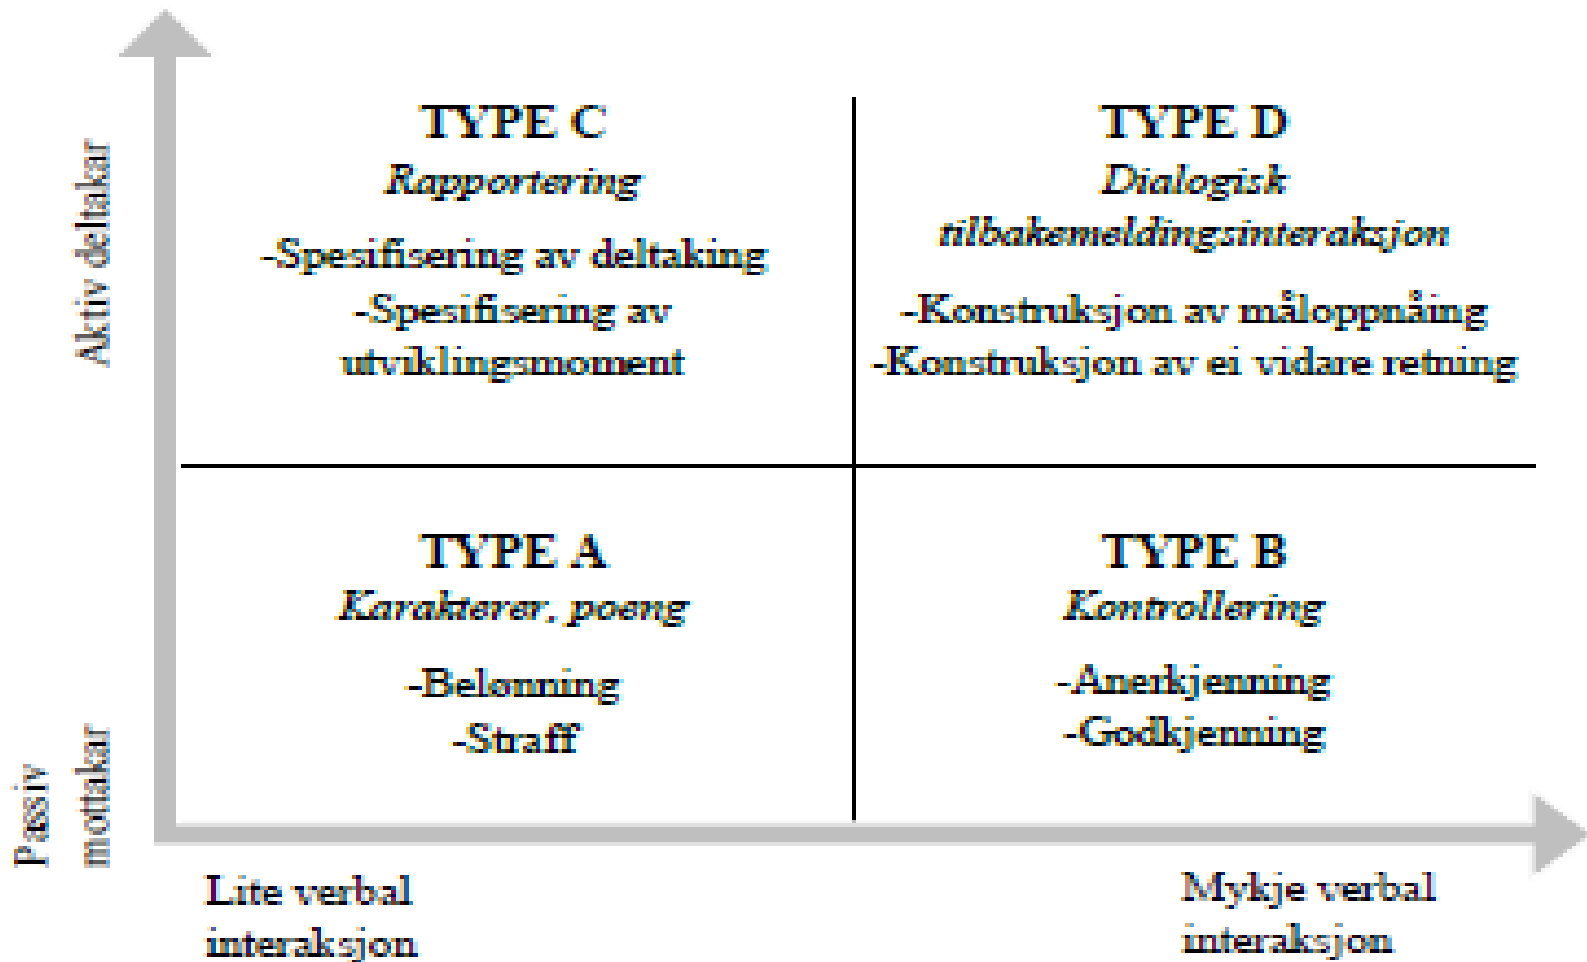 Aktiv deltakar
TYPE C
Rapportering
-Spesifisering av deltaking
-Spesifisering av
utviklingsmoment
TYPE D
Dialogisk
tilbakemeldingsinteraksjon
-Konstruksjon av måloppnåing
-Konstruksjon av ei vidare retning
Passiv
mottakar
TYPE A
Karakterer, poeng
-Belønning
-Straff
TYPE B
Kontrollering
-Anerkjenning
-Godkjenning
Lite verbal
interaksjon
Mykje verbal
interaksjon